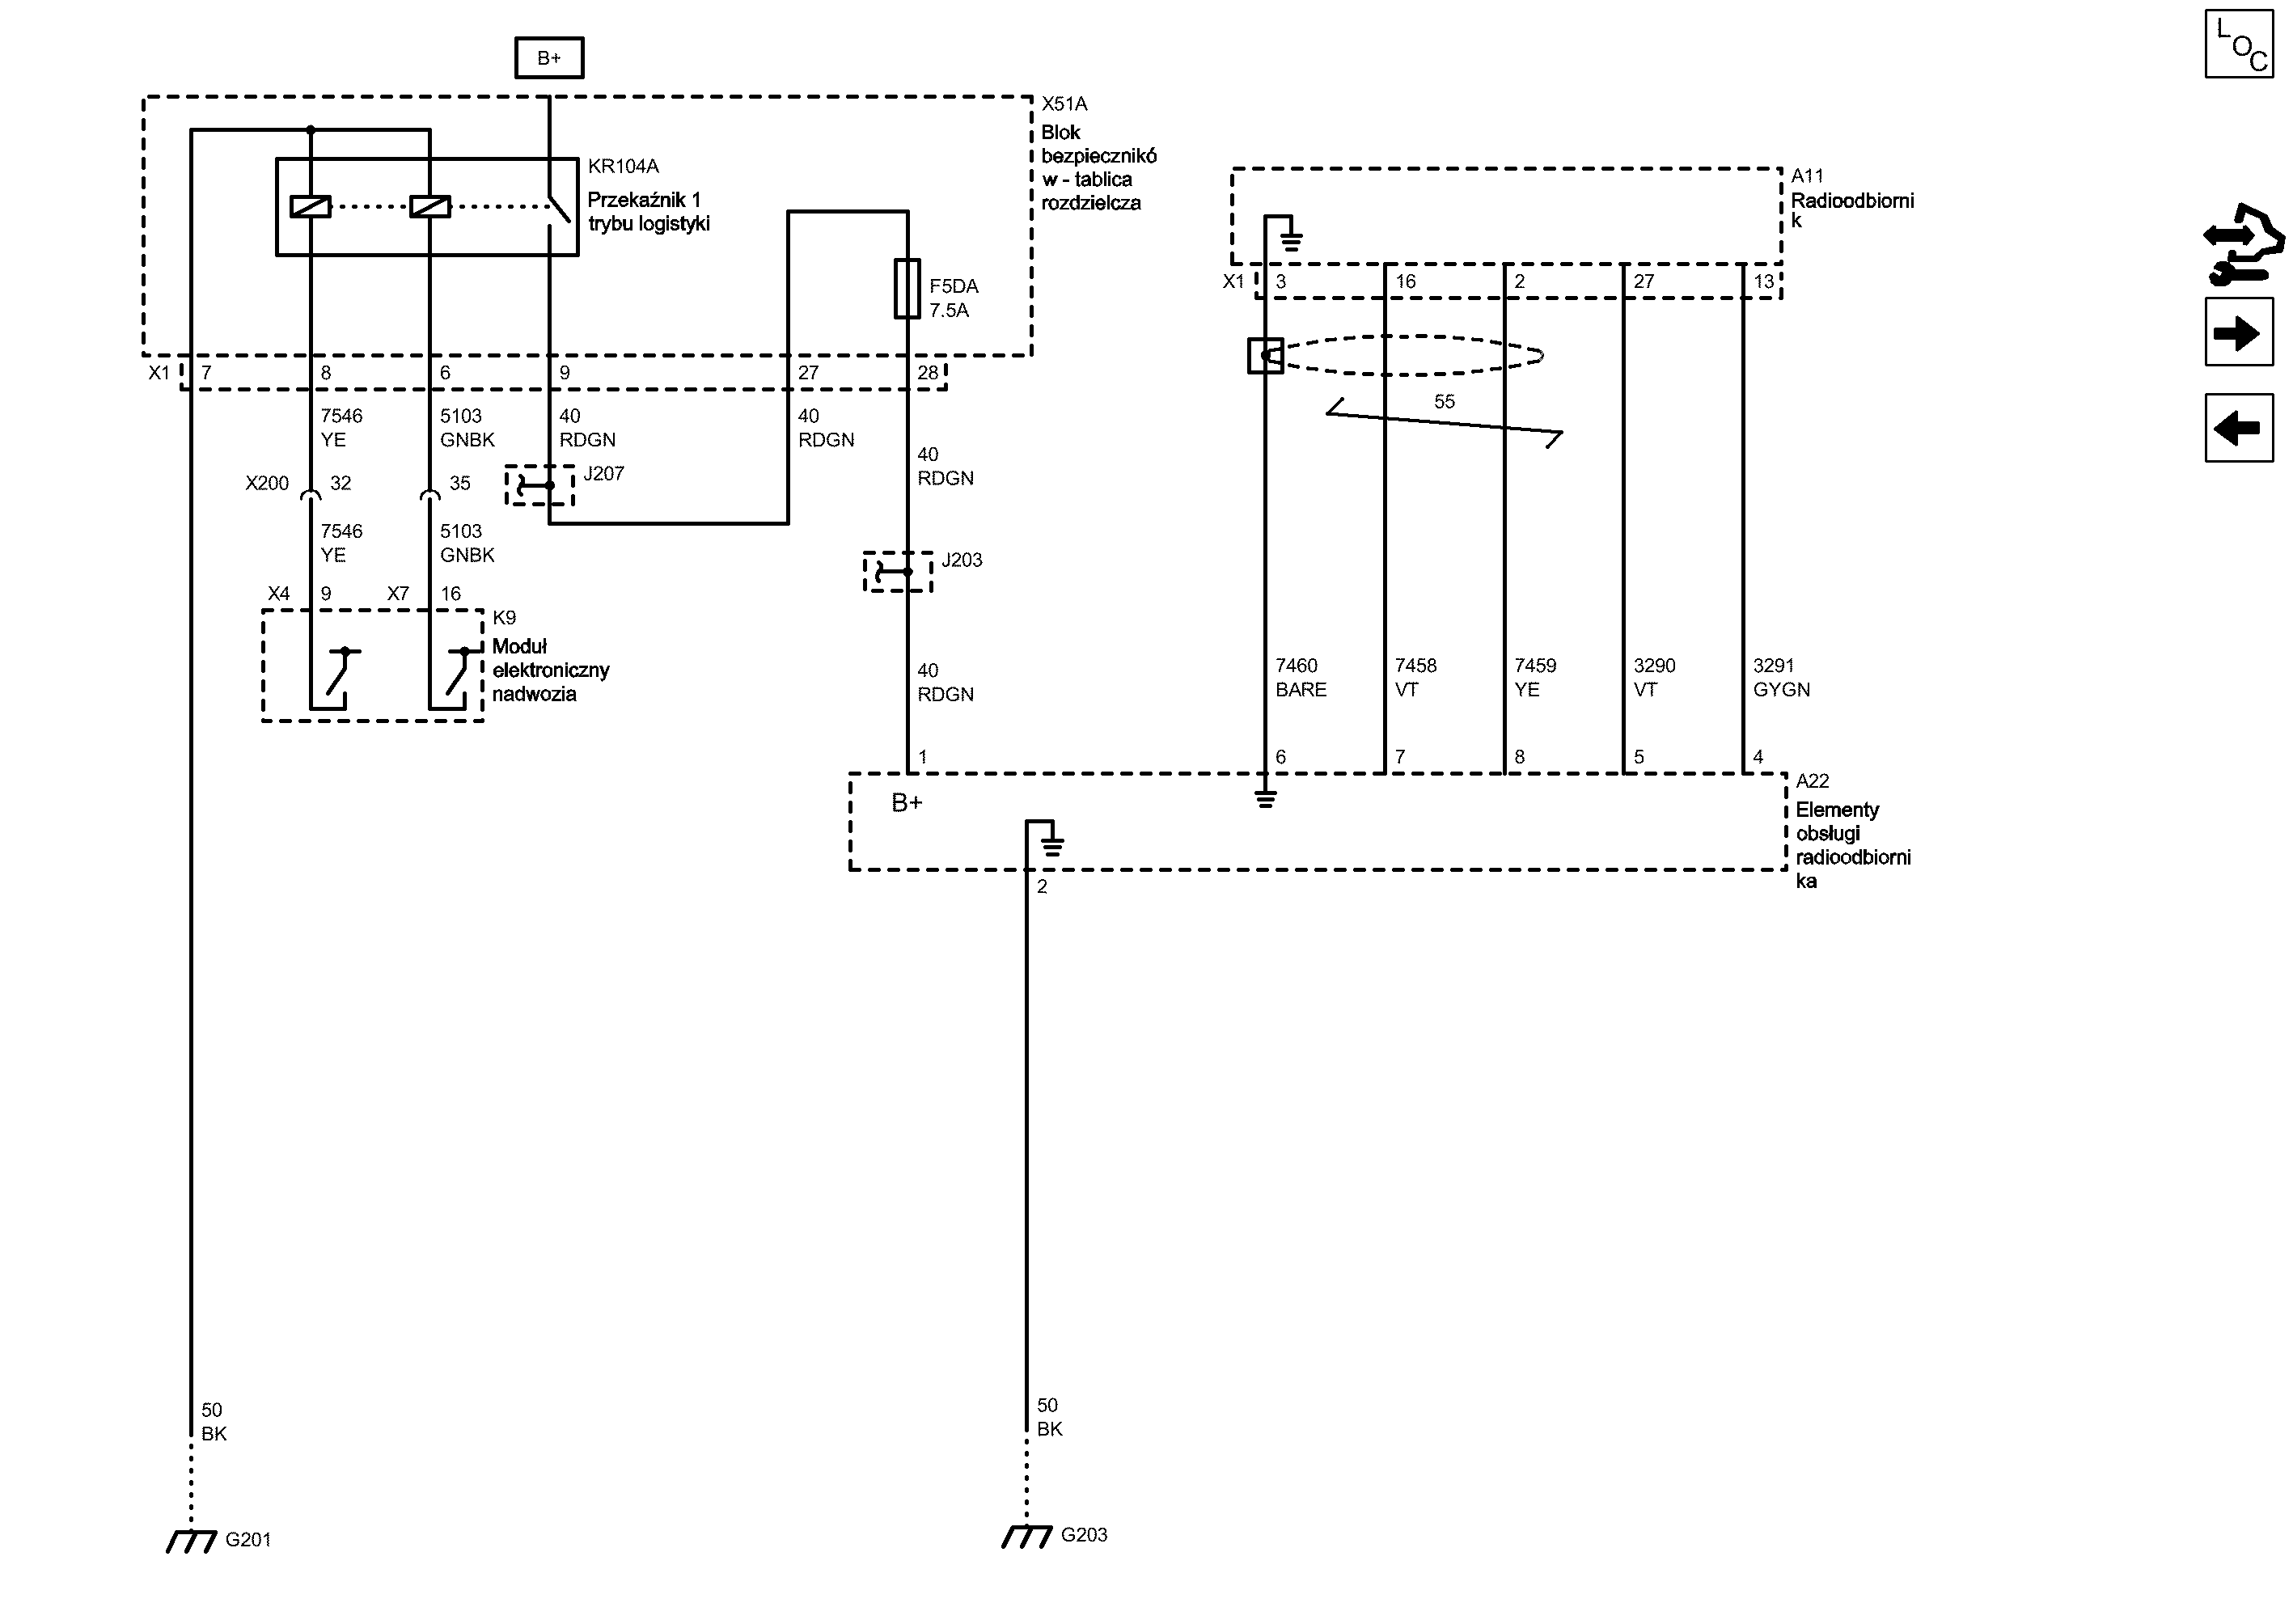 B+
L
O
C
X51A
Blok
bezpiecznikó
w - tablica
rozdzielcza
KR104A
Przekaźnik 1
trybu logistyki
F5DA
7.5A
A11
Radioodbiorni
k
X1 3 16 2 27 13
X1 7 8 6 9 27 28
7546 5103 40 40
YE GNBK RDGN RDGN
55
40
RDGN
X200 32 35 J207
7546 5103
YE GNBK
J203
X4 9 X7 16
K9
Moduł
elektroniczny
nadwozia
40
RDGN
7460 7458 7459 3290 3291
BARE VT YE VT GYGN
1 6 7 8 5 4
A22
Elementy
obsługi
radioodbiorni
ka
B+
2
50
BK
50
BK
G201
G203